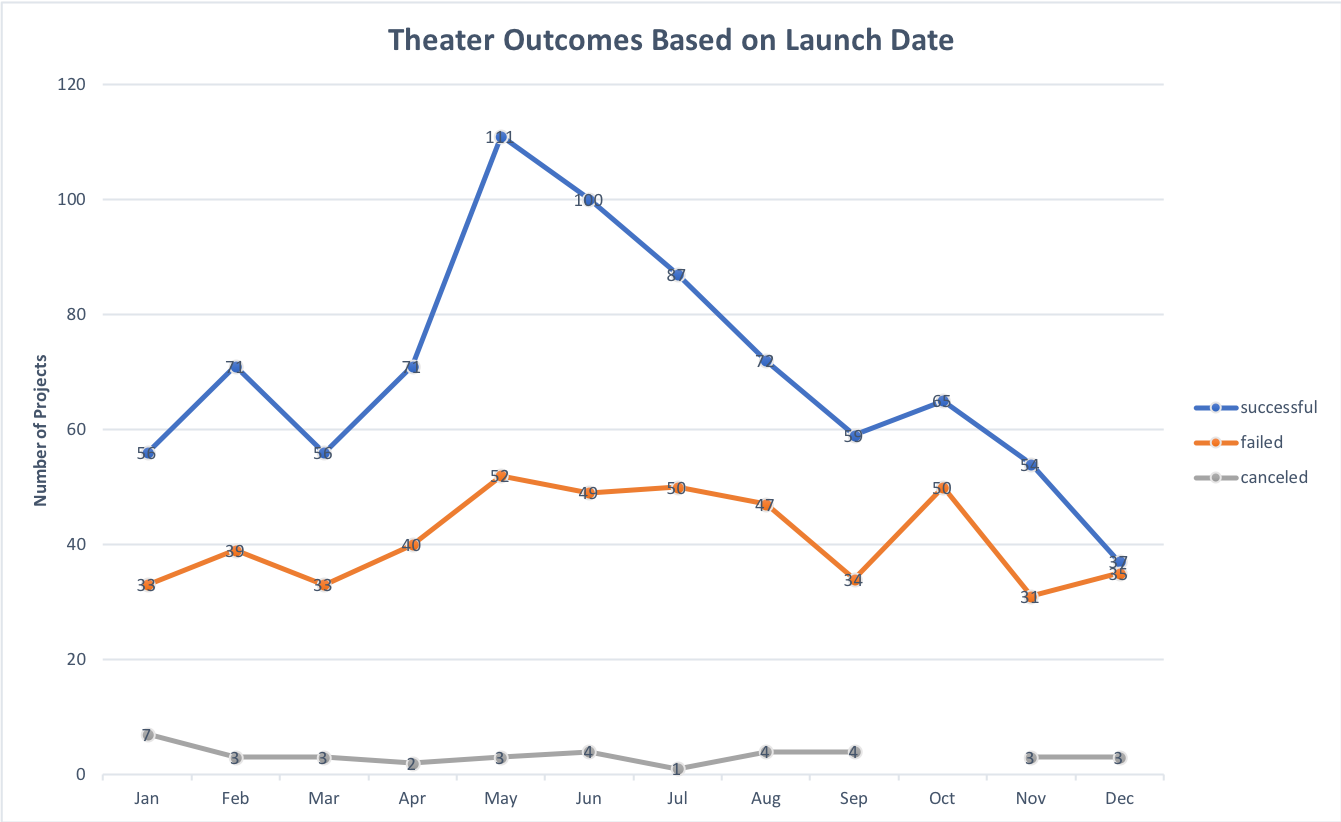 Theater Outcomes Based on Launch Date
120
100
80
60
40
20
0
Number of Projects
56 71 56 71 111 100 87 72 59 65 54 37
33 39 33 40 52 49 50 47 34 50 31 35
7 3 3 2 3 4 1 4 4 3 3
Jan Feb Mar Apr May Jun Jul Aug Sep Oct Nov Dec
successful
failed
canceled